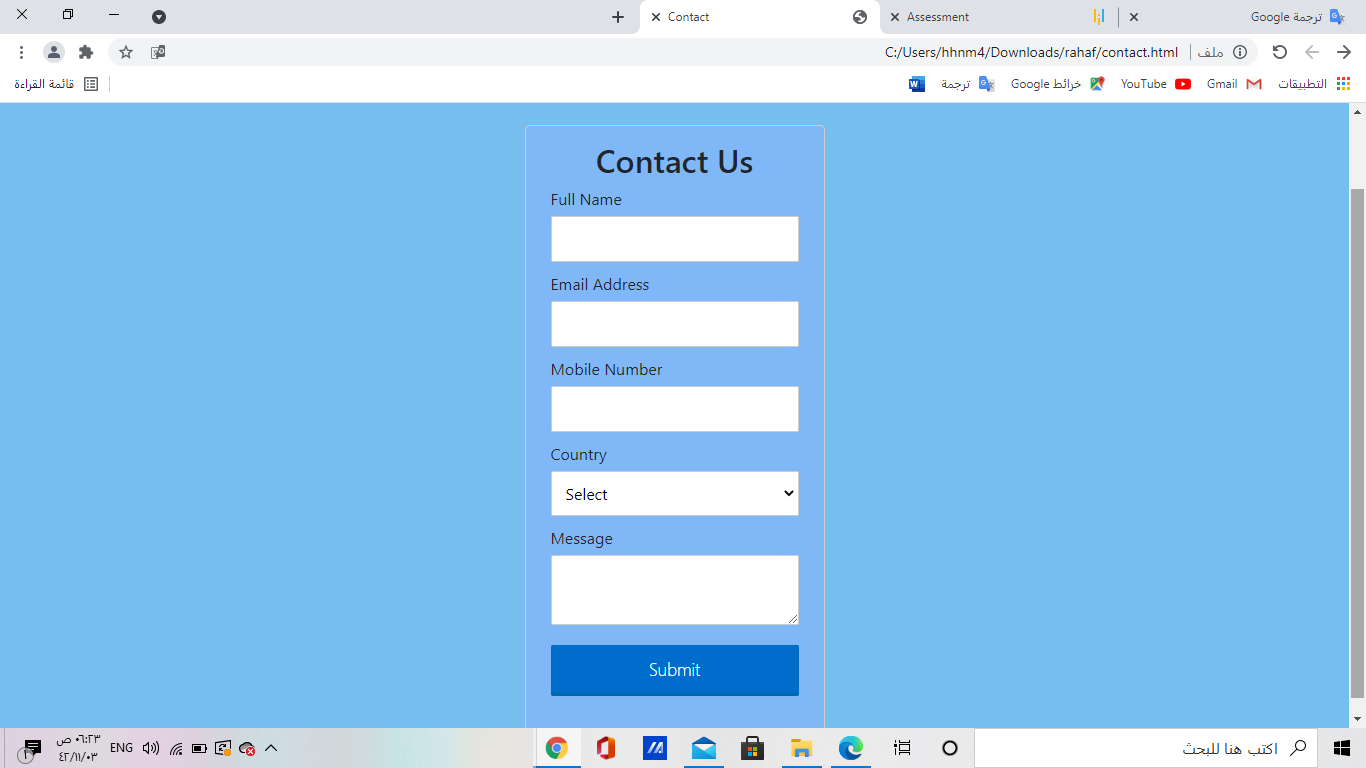 Contact
Assessment
ترجمة Google
C:/Users/hhnm4/Downloads/rahaf/contact.html
ملف
التطبيقات
Gmail
YouTube
خرائط Google
ترجمة
قائمة القراءة
Contact Us
Full Name
Email Address
Mobile Number
Country
Select
Message
Submit
اكتب هنا للبحث
ENG
٠٦:٢٣ ص
٤٢/١١/٠٣
١